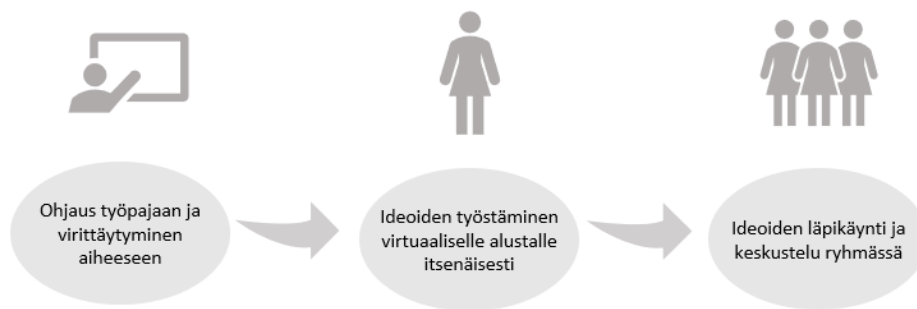 Ohjaus työpajaan ja
virittäytyminen
aiheeseen
Ideoiden työstäminen
virtuaaliselle alustalle
itsenäisesti
Ideoiden läpikäynti ja
keskustelu ryhmässä